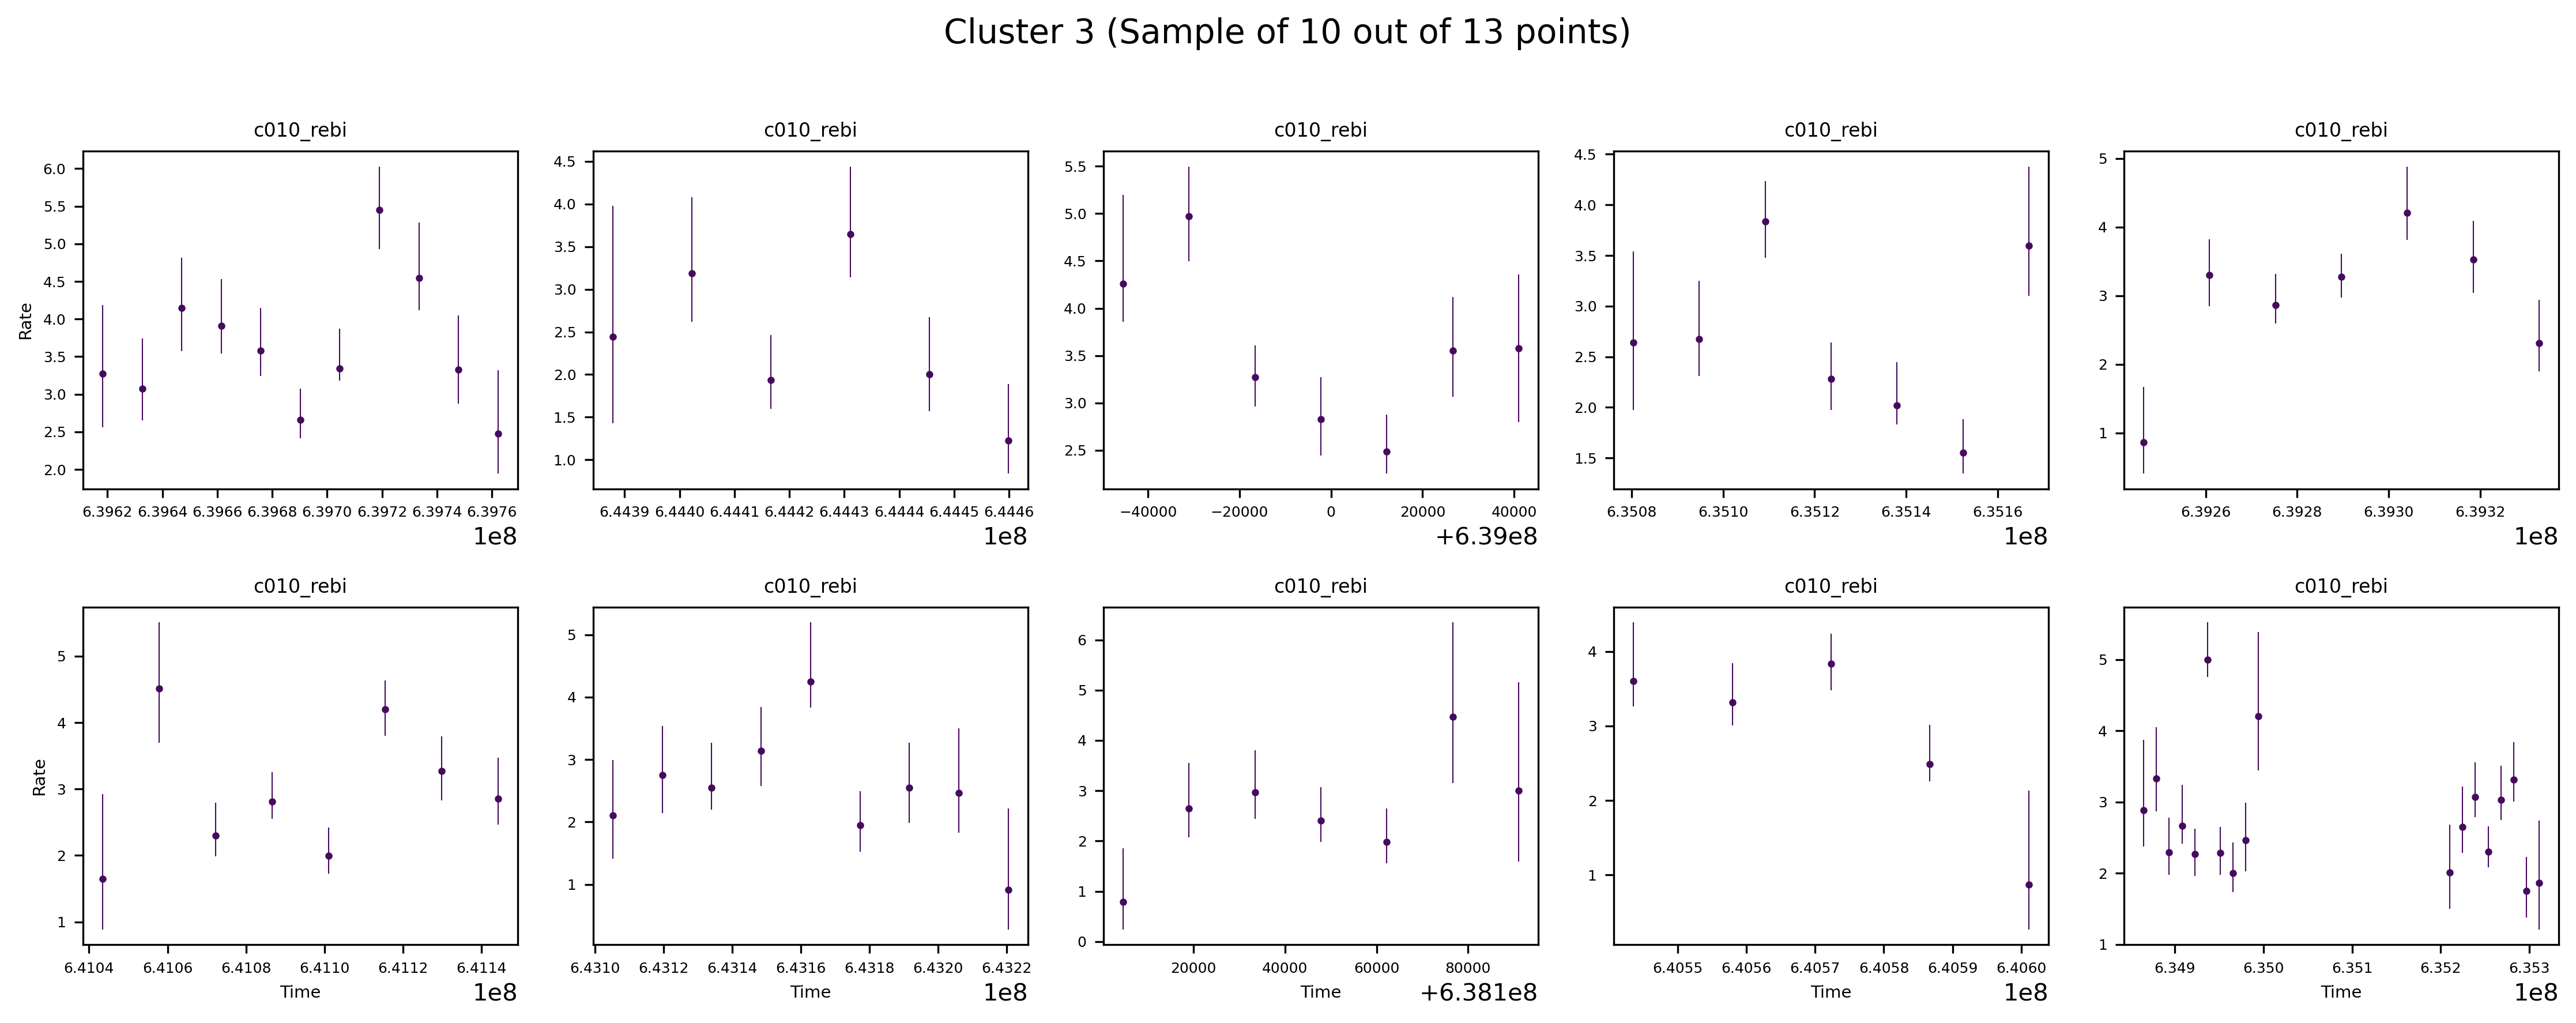 Cluster 3 (Sample of 10 out of 13 points)
c010_rebi c010_rebi c010_rebi c010_rebi c010_rebi
Rate
6.0 5.5 5.0 4.5 4.0 3.5 3.0 2.5 2.0
6.3962 6.3964 6.3966 6.3968 6.3970 6.3972 6.3974 6.3976
1e8
4.5 4.0 3.5 3.0 2.5 2.0 1.5 1.0
6.4439 6.4440 6.4441 6.4442 6.4443 6.4444 6.4445 6.4446
1e8
5.5 5.0 4.5 4.0 3.5 3.0 2.5
−40000 −20000 0 20000 40000
+6.39e8
4.5 4.0 3.5 3.0 2.5 2.0 1.5
6.3508 6.3510 6.3512 6.3514 6.3516
1e8
5 4 3 2 1
6.3926 6.3928 6.3930 6.3932
1e8
c010_rebi c010_rebi c010_rebi c010_rebi c010_rebi
Rate
5 4 3 2 1
6.4104 6.4106 6.4108 6.4110 6.4112 6.4114
Time 1e8
5 4 3 2 1
6.4310 6.4312 6.4314 6.4316 6.4318 6.4320 6.4322
Time 1e8
6 5 4 3 2 1 0
20000 40000 60000 80000
Time +6.381e8
4 3 2 1
6.4055 6.4056 6.4057 6.4058 6.4059 6.4060
Time 1e8
5 4 3 2 1
6.349 6.350 6.351 6.352 6.353
Time 1e8